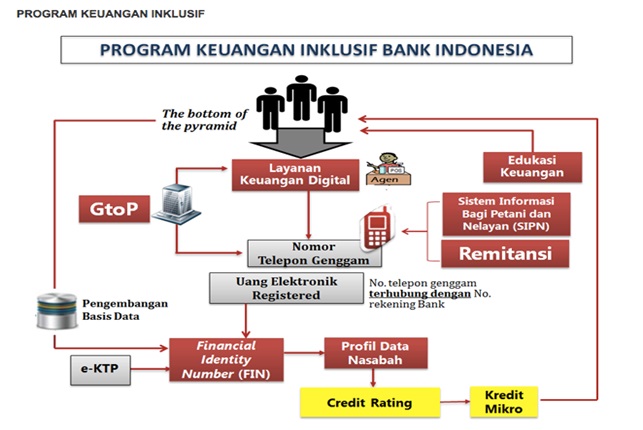 PROGRAM KEUANGAN INKLUSIF
PROGRAM KEUANGAN INKLUSIF BANK INDONESIA
The bottom of
the pyramid
Layanan
Keuangan Digital
POS
Agen
Edukasi
Keuangan
GtoP
Sistem Informasi
Bagi Petani dan
Nelayan (SIPN)
Remitansi
Nomor
Telepon Genggam
Uang Elektronik
Registered
No. telepon genggam
terhubung dengan No.
rekening Bank
Pengembangan
Basis Data
e-KTP
Financial
Identity
Number (FIN)
Profil Data
Nasabah
Credit Rating
Kredit
Mikro